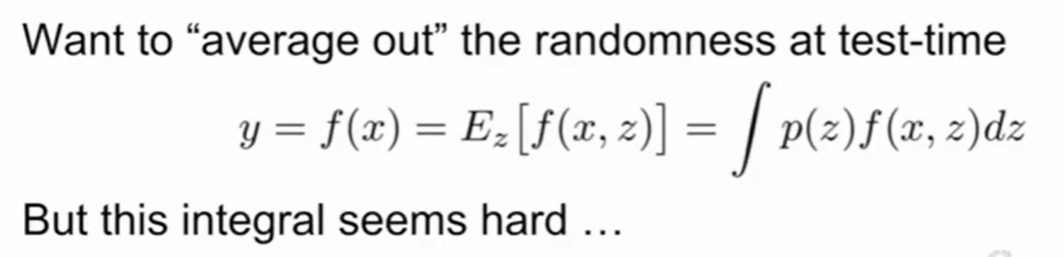 Want to “average out” the randomness at test-time
y = f(x) = E_z[f(x, z)] = ∫ p(z)f(x, z)dz
But this integral seems hard …